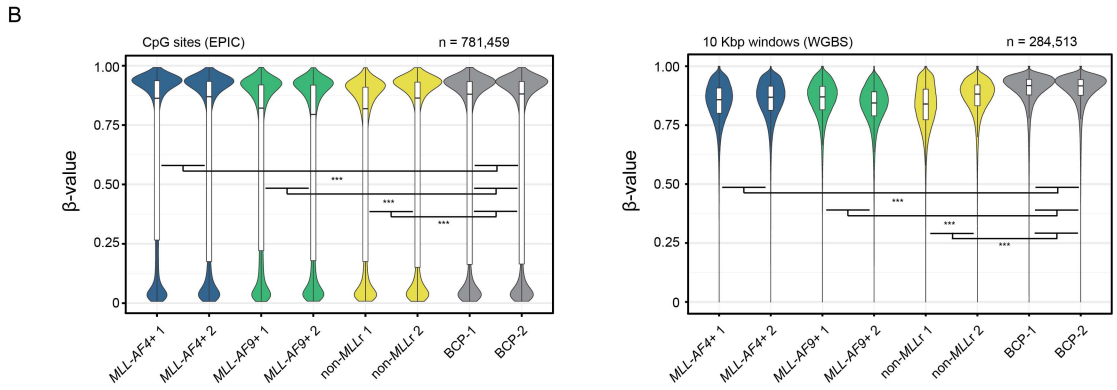 B
CpG sites (EPIC) n = 781,459
β-value
1.00
0.75
0.50
0.25
0
***
***
***
MLL-AF4+ 1
MLL-AF4+ 2
MLL-AF9+ 1
MLL-AF9+ 2
non-MLLr 1
non-MLLr 2
BCP-1
BCP-2
10 Kbp windows (WGBS) n = 284,513
β-value
1.00
0.75
0.50
0.25
0
***
***
***
MLL-AF4+ 1
MLL-AF4+ 2
MLL-AF9+ 1
MLL-AF9+ 2
non-MLLr 1
non-MLLr 2
BCP-1
BCP-2